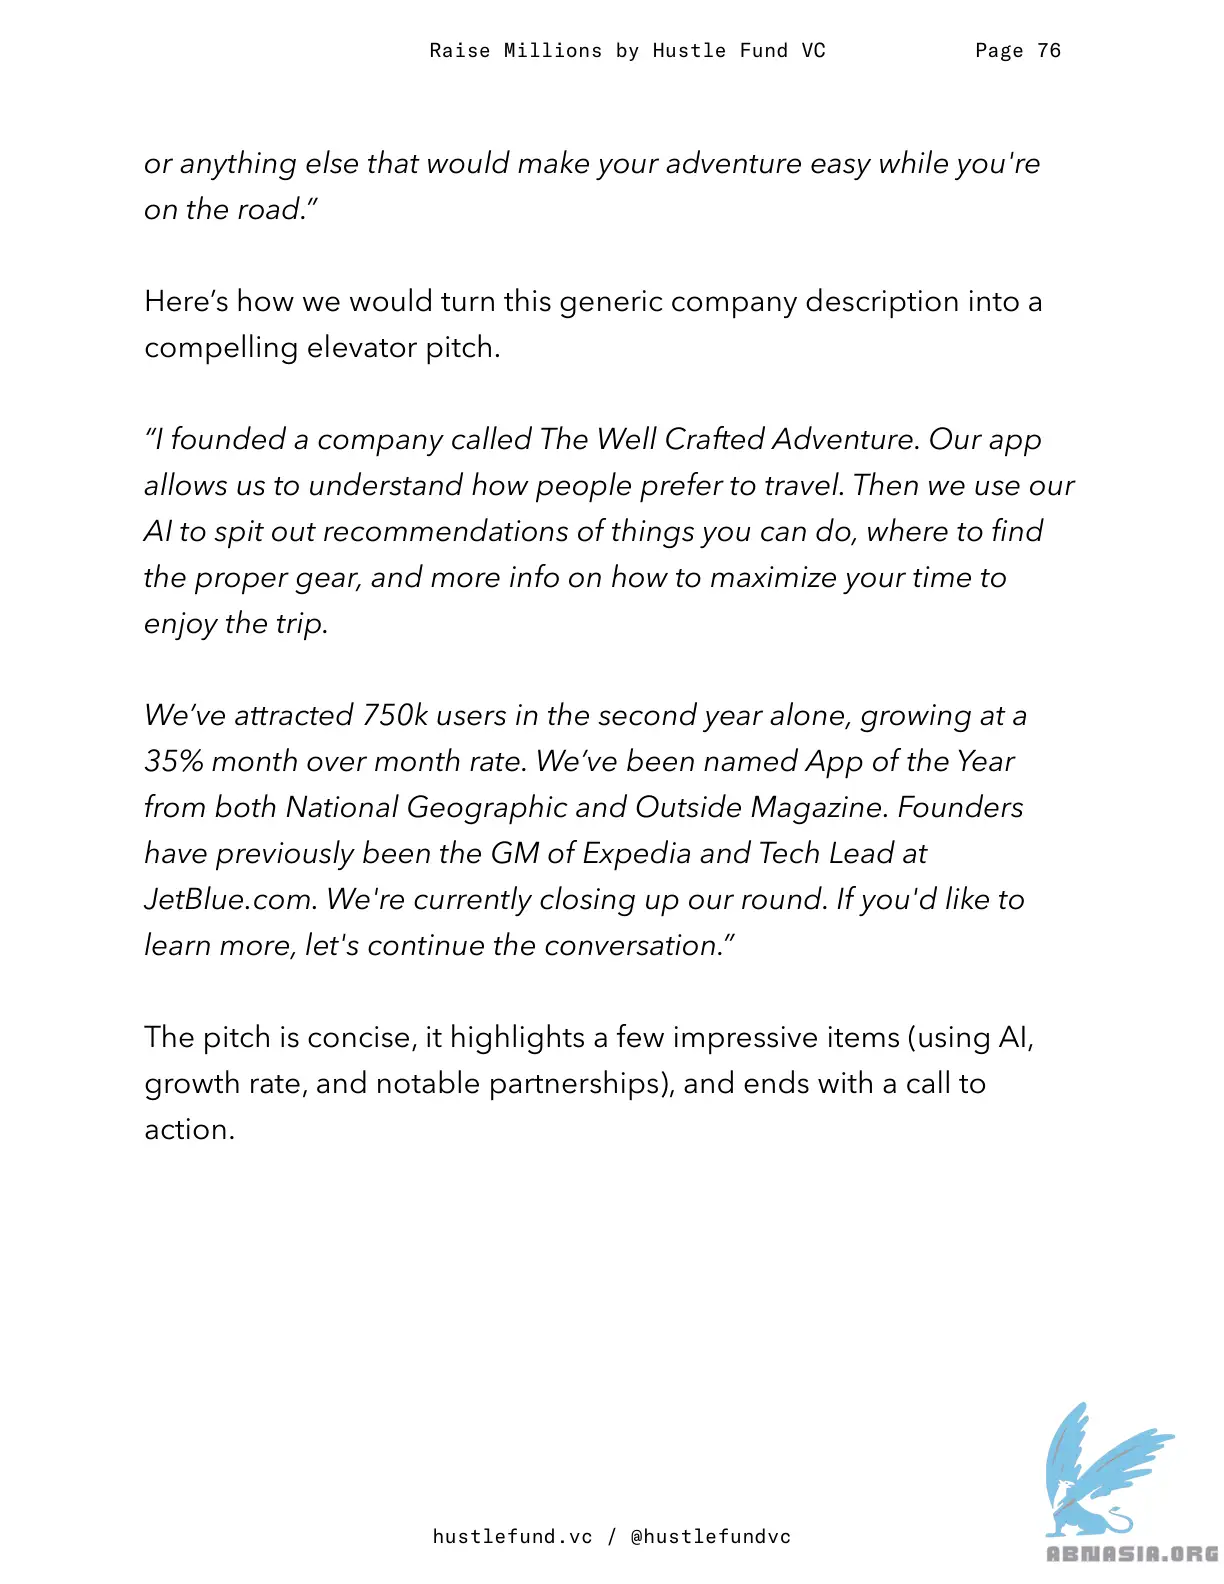 Raise Millions by Hustle Fund VC Page 76
or anything else that would make your adventure easy while you're
on the road.”
Here’s how we would turn this generic company description into a
compelling elevator pitch.
“I founded a company called The Well Crafted Adventure. Our app
allows us to understand how people prefer to travel. Then we use our
AI to spit out recommendations of things you can do, where to find
the proper gear, and more info on how to maximize your time to
enjoy the trip.
We’ve attracted 750k users in the second year alone, growing at a
35% month over month rate. We’ve been named App of the Year
from both National Geographic and Outside Magazine. Founders
have previously been the GM of Expedia and Tech Lead at
JetBlue.com. We're currently closing up our round. If you'd like to
learn more, let's continue the conversation.”
The pitch is concise, it highlights a few impressive items (using AI,
growth rate, and notable partnerships), and ends with a call to
action.
hustlefund.vc / @hustlefundvc
ABNASIA.ORG